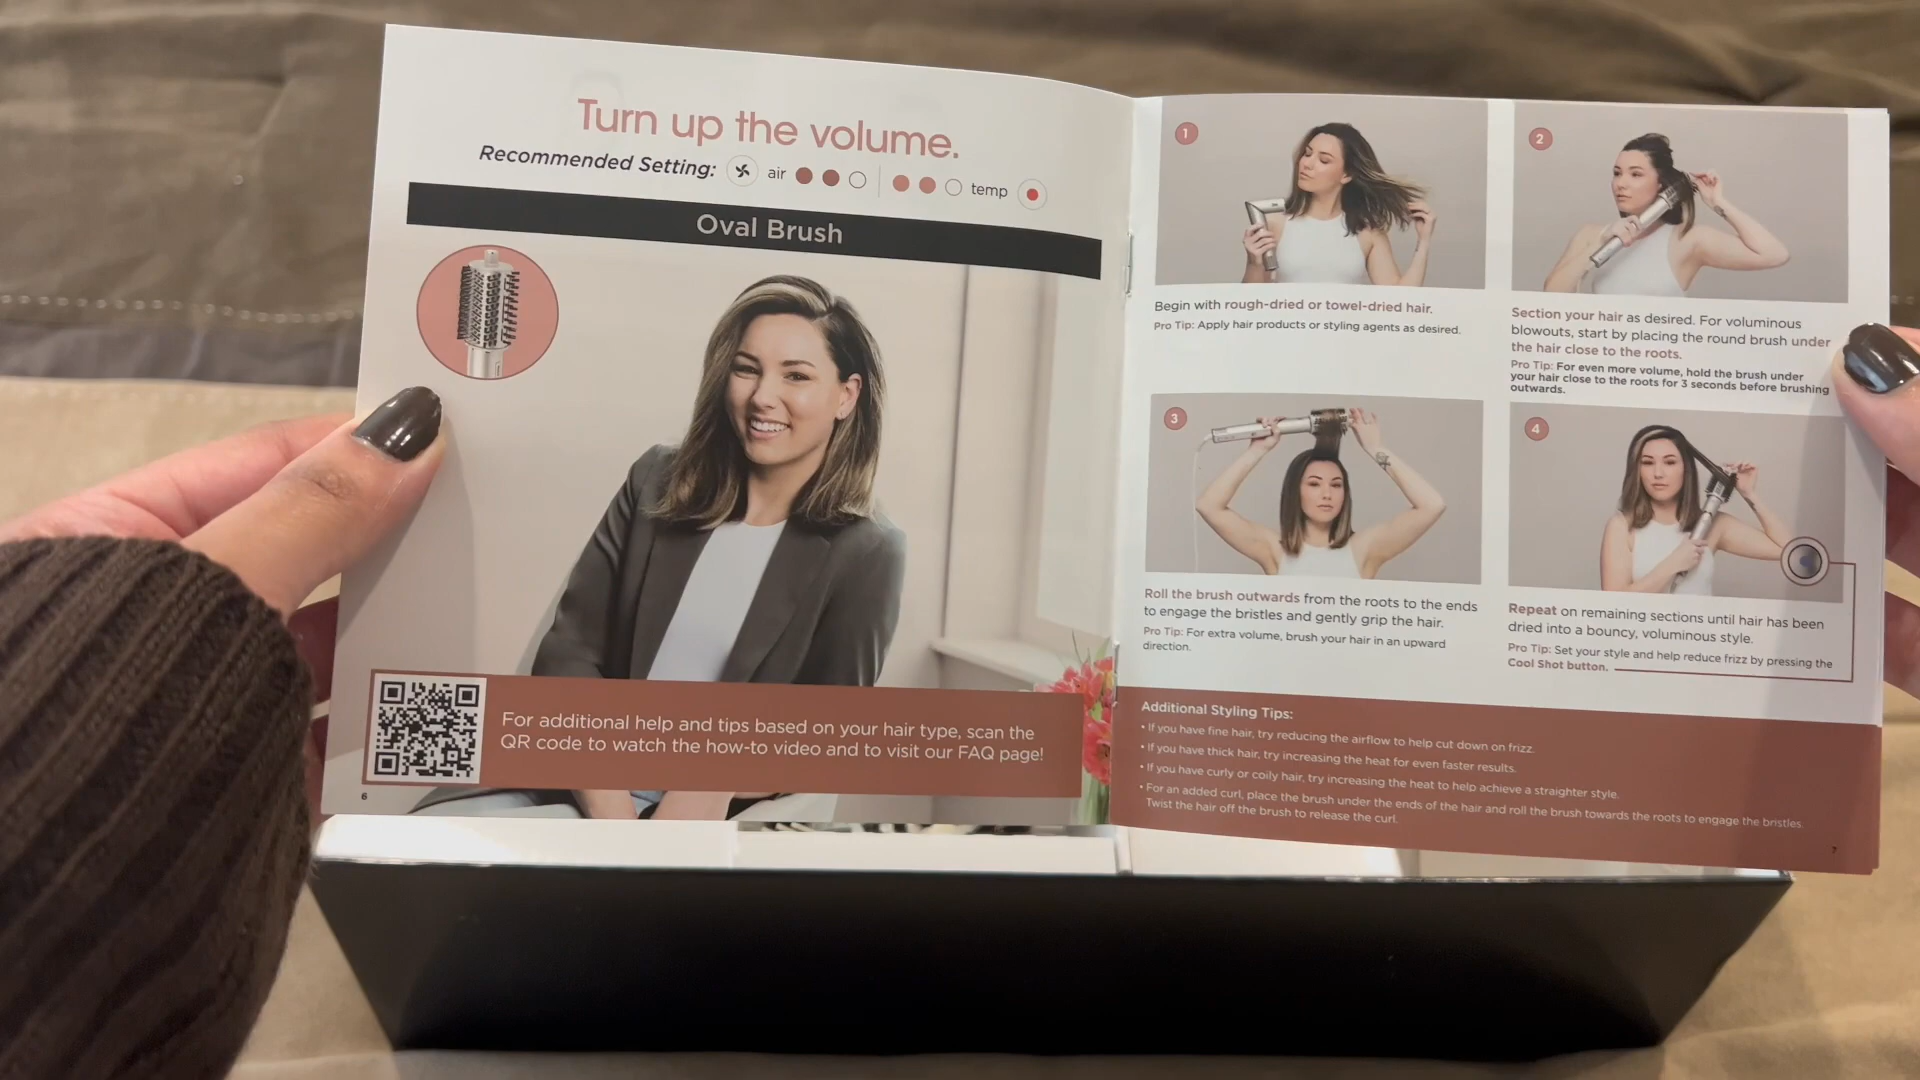 Turn up the volume.
Recommended Setting: air temp
Oval Brush
For additional help and tips based on your hair type, scan the
QR code to watch the how-to video and to visit our FAQ page!
6
1
Begin with rough-dried or towel-dried hair.
Pro Tip: Apply hair products or styling agents as desired.
2
Section your hair as desired. For voluminous
blowouts, start by placing the round brush under
the hair close to the roots.
Pro Tip: For even more volume, hold the brush under
your hair close to the roots for 3 seconds before brushing
outwards.
3
Roll the brush outwards from the roots to the ends
to engage the bristles and gently grip the hair.
Pro Tip: For extra volume, brush your hair in an upward
direction.
4
Repeat on remaining sections until hair has been
dried into a bouncy, voluminous style.
Pro Tip: Set your style and help reduce frizz by pressing the
Cool Shot button.
Additional Styling Tips:
• If you have fine hair, try reducing the airflow to help cut down on frizz.
• If you have thick hair, try increasing the heat for even faster results.
• If you have curly or coily hair, try increasing the heat to help achieve a straighter style.
• For an added curl, place the brush under the ends of the hair and roll the brush towards the roots to engage the bristles.
Twist the hair off the brush to release the curl.
7